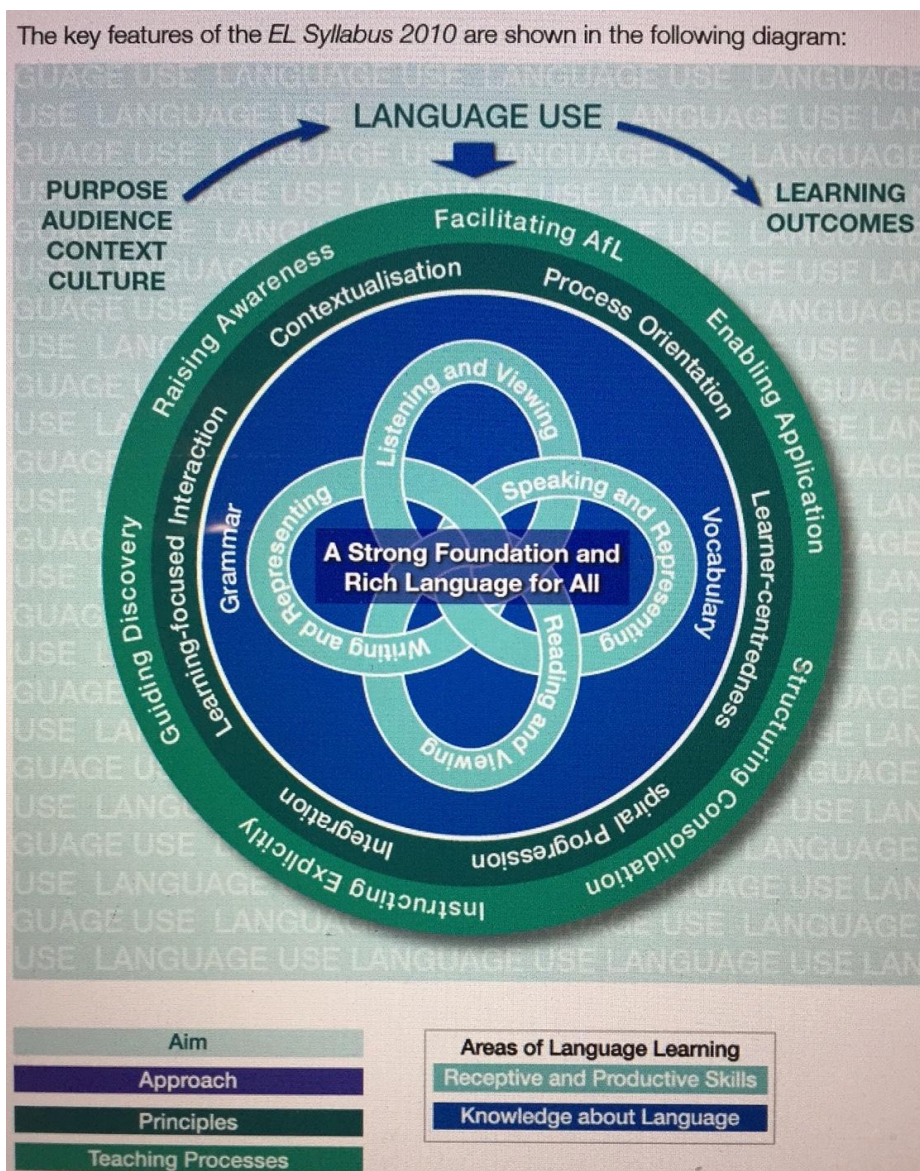 The key features of the EL Syllabus 2010 are shown in the following diagram:
LANGUAGE USE
PURPOSE
AUDIENCE
CONTEXT
CULTURE
LEARNING
OUTCOMES
Facilitating AfL
Raising Awareness
Enabling Application
Guiding Discovery
Structuring Consolidation
Instructing Explicitly
Contextualisation
Process Orientation
Learning-focused Interaction
Learner-centredness
Integration
spiral Progression
Grammar
Vocabulary
Listening and Viewing
Speaking and Representing
Writing and Representing
Reading and Viewing
A Strong Foundation and
Rich Language for All
Aim
Approach
Principles
Teaching Processes
Areas of Language Learning
Receptive and Productive Skills
Knowledge about Language